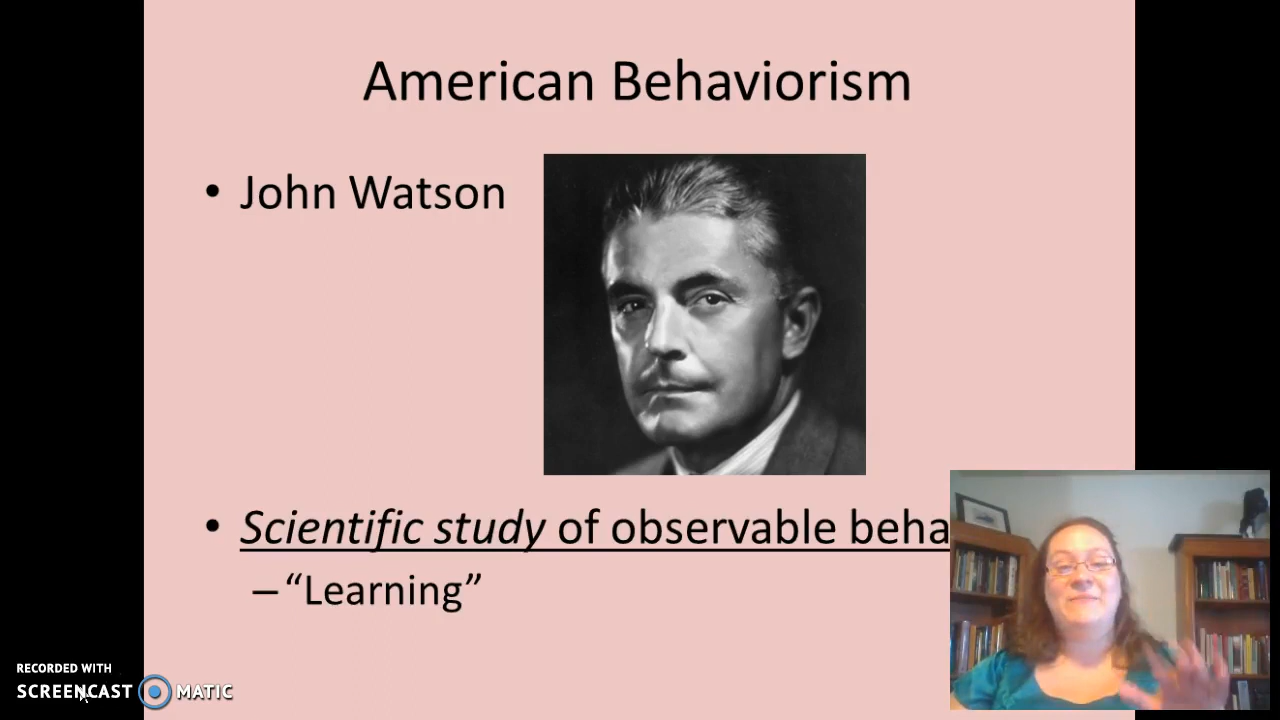 American Behaviorism
• John Watson
• Scientific study of observable beha
– “Learning”
RECORDED WITH
SCREENCAST MATIC